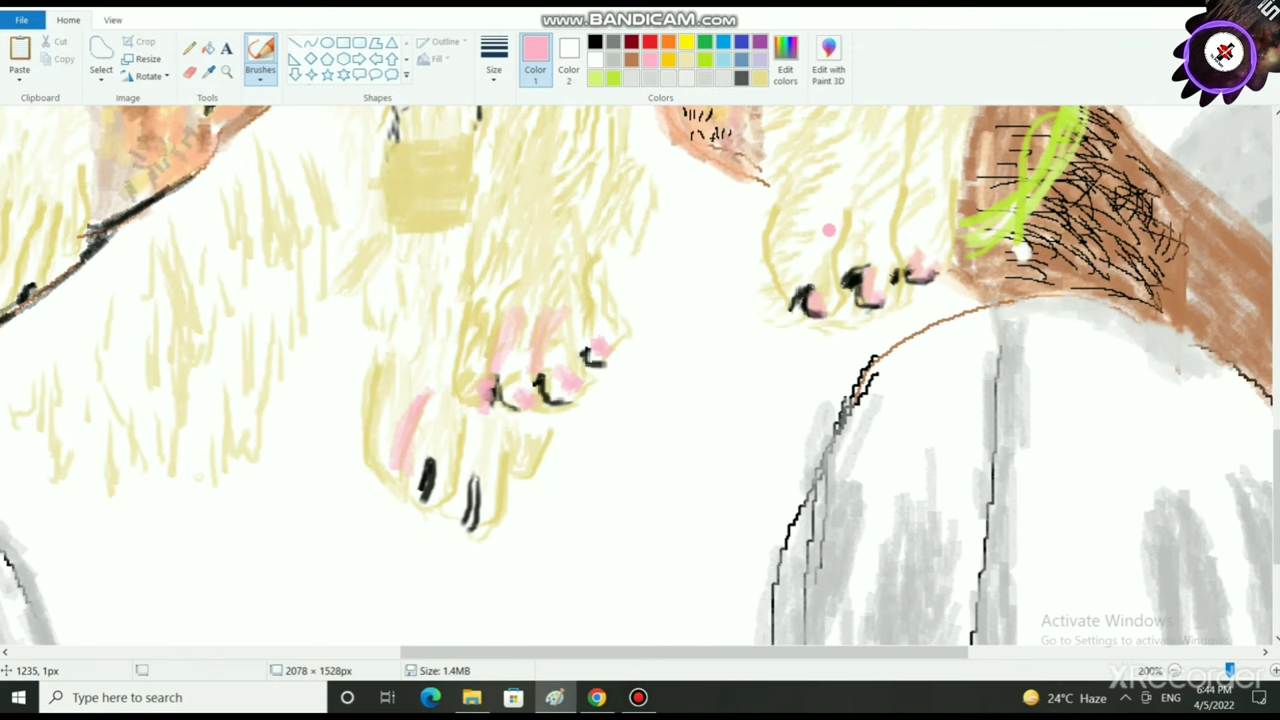 www.BANDICAM.com
File Home View
Paste Cut Copy Select Crop Resize Rotate A Brushes Outline Fill Size Color 1 Color 2 Edit colors Edit with Paint 3D
Clipboard Image Tools Shapes Colors
Activate Windows
Go to Settings to activate Windows.
1235, 1px 2078 × 1528px Size: 1.4MB 200%
XRecorder
Type here to search 24°C Haze ENG 6:44 PM
4/5/2022